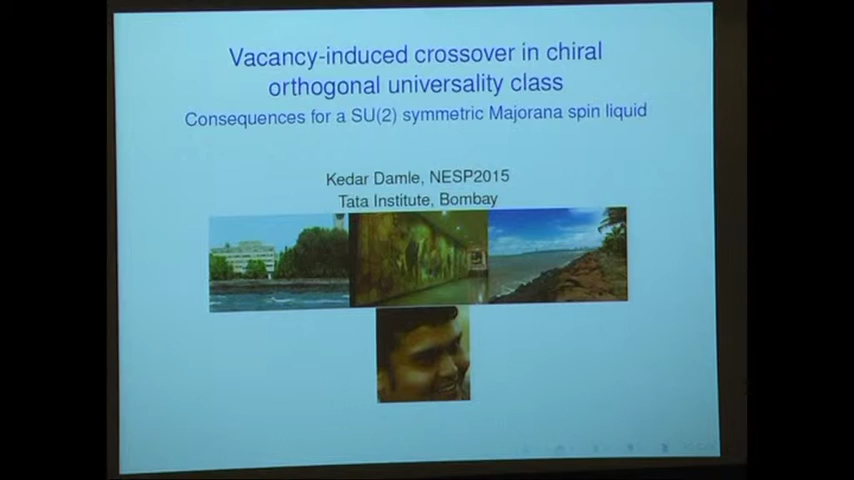 Vacancy-induced crossover in chiral
orthogonal universality class
Consequences for a SU(2) symmetric Majorana spin liquid
Kedar Damle, NESP2015
Tata Institute, Bombay